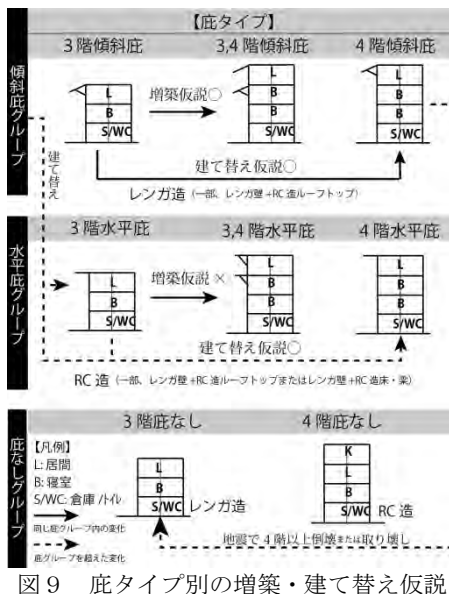 【庇タイプ】
3階傾斜庇 3,4階傾斜庇 4階傾斜庇
傾斜庇グループ
L
B
S/WC
増築仮説○
L
B
B
S/WC
L
B
B
S/WC
建て替え仮説○
レンガ造（一部、レンガ壁+RC造ルーフトップ）
建て替え
3階水平庇 3,4階水平庇 4階水平庇
水平庇グループ
L
B
S/WC
増築仮説×
L
B
B
S/WC
L
B
B
S/WC
建て替え仮説○
RC造（一部、レンガ壁+RC造ルーフトップまたはレンガ壁+RC造床・梁）
3階庇なし 4階庇なし
庇なしグループ
【凡例】
L: 居間
B: 寝室
S/WC: 倉庫/トイレ
同じ庇グループ内の変化
庇グループを超えた変化
L
B
S/WC
レンガ造
K
L
B
S/WC
RC造
地震で4階以上倒壊または取り壊し
図9 庇タイプ別の増築・建て替え仮説